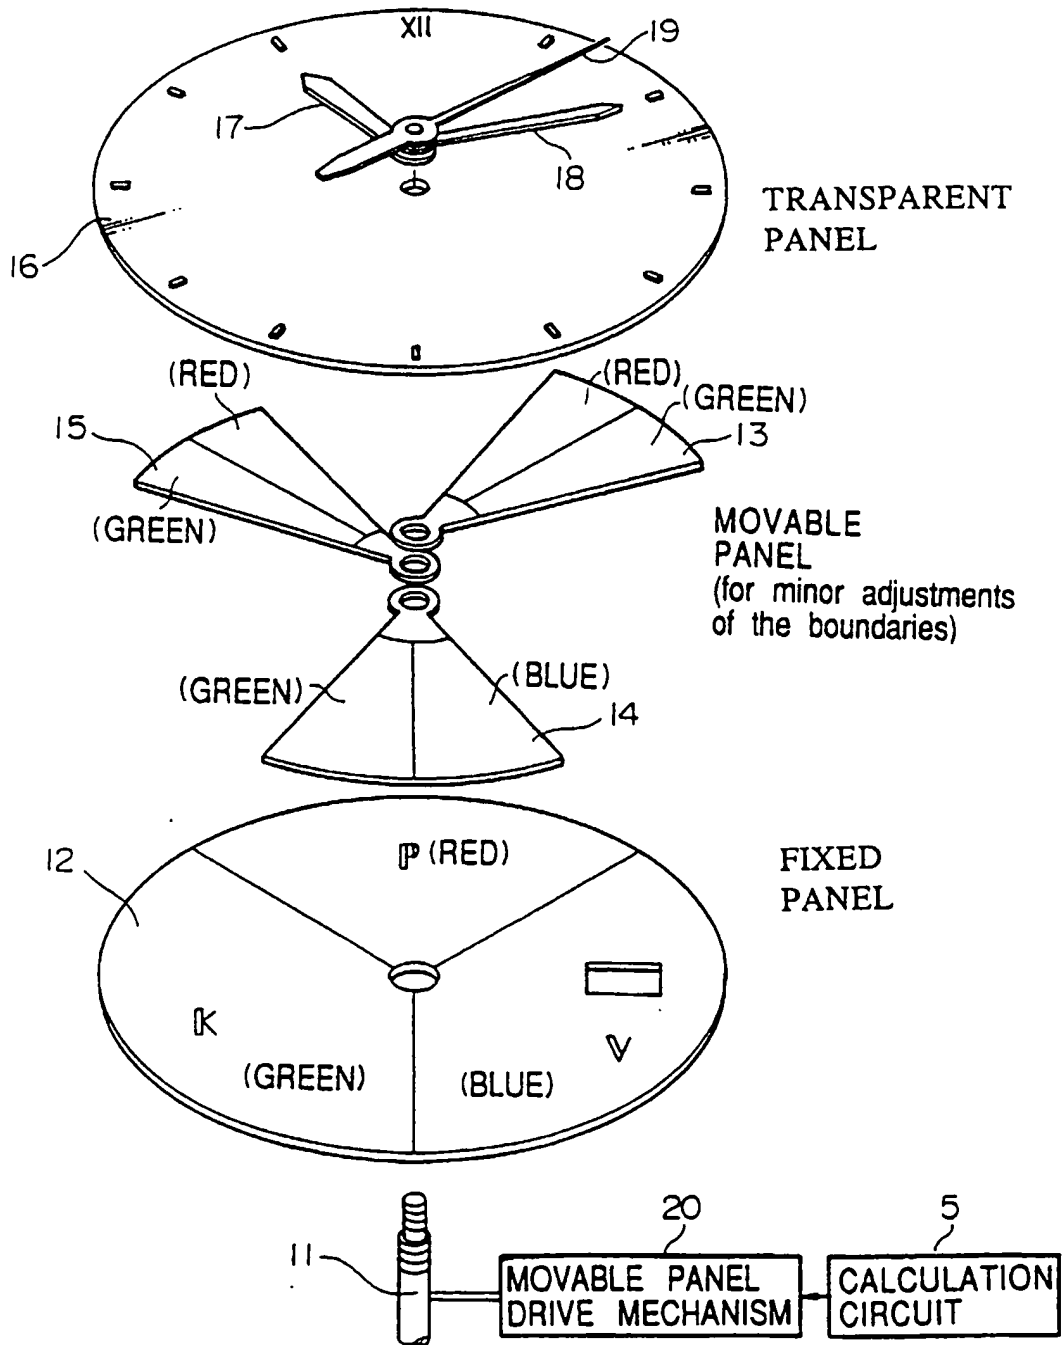 XII
19
17
18
TRANSPARENT
PANEL
16
(RED)
(RED)
(GREEN)
15
13
(GREEN)
MOVABLE
PANEL
(for minor adjustments
of the boundaries)
(GREEN)
(BLUE)
14
12
P (RED)
FIXED
PANEL
K
V
(GREEN)
(BLUE)
11
20
5
MOVABLE PANEL
DRIVE MECHANISM
CALCULATION
CIRCUIT